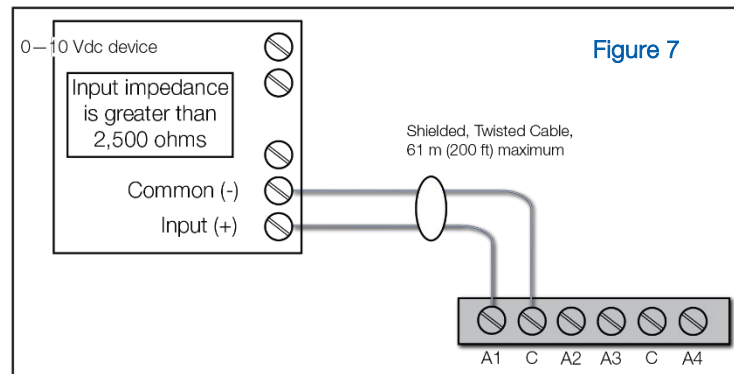 0—10 Vdc device
Figure 7
Input impedance
is greater than
2,500 ohms
Shielded, Twisted Cable,
61 m (200 ft) maximum
Common (-)
Input (+)
A1 C A2 A3 C A4